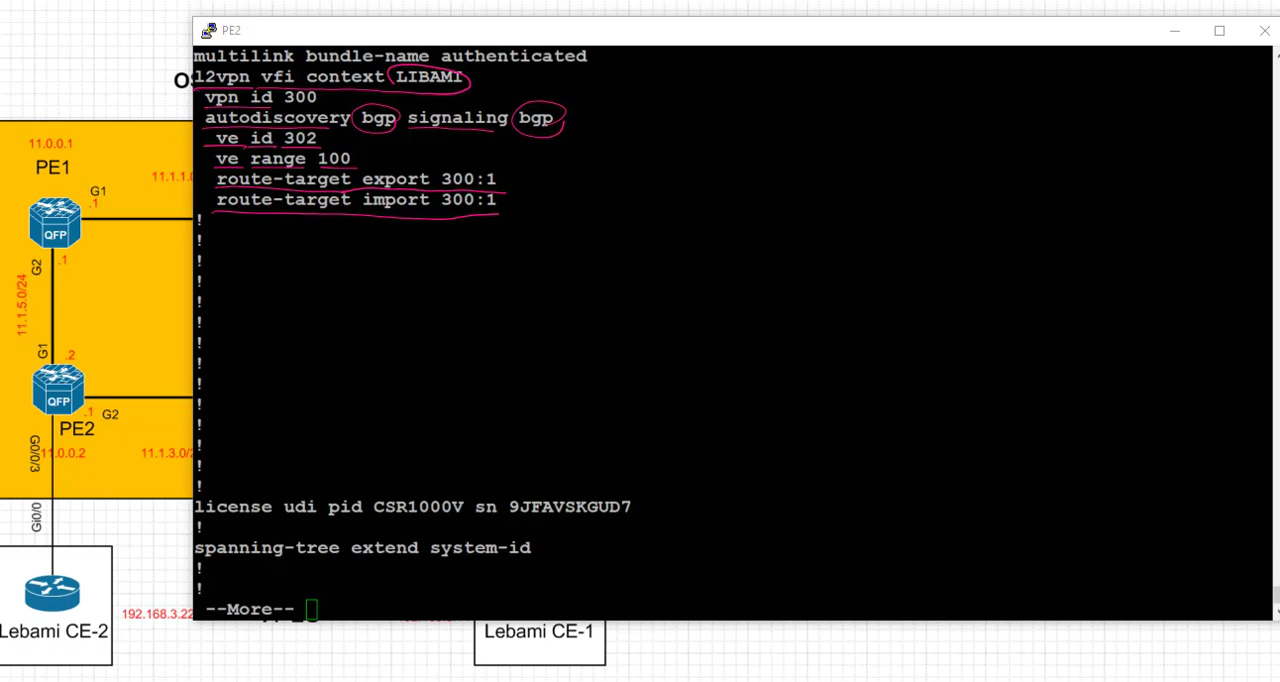 PE2
multilink bundle-name authenticated
l2vpn vfi context LIBAMI
vpn id 300
autodiscovery bgp signaling bgp
ve id 302
ve range 100
route-target export 300:1
route-target import 300:1
!
!
!
!
!
!
!
!
!
!
!
!
!
!
license udi pid CSR1000V sn 9JFAVSKGUD7
!
spanning-tree extend system-id
!
!
--More--
OS
11.0.0.1
PE1
11.1.1.0
G1
.1
QFP
G2
.1
11.1.5.0/24
G1
.2
QFP
.1
G2
PE2
G0/0/3
11.0.0.2
11.1.3.0/2
Gi0/0
192.168.3.22
Lebami CE-2
Lebami CE-1